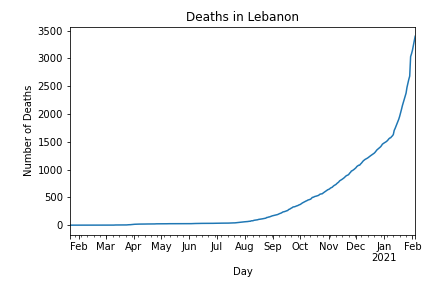 Deaths in Lebanon
Number of Deaths
3500
3000
2500
2000
1500
1000
500
0
Feb Mar Apr May Jun Jul Aug Sep Oct Nov Dec Jan Feb
2021
Day